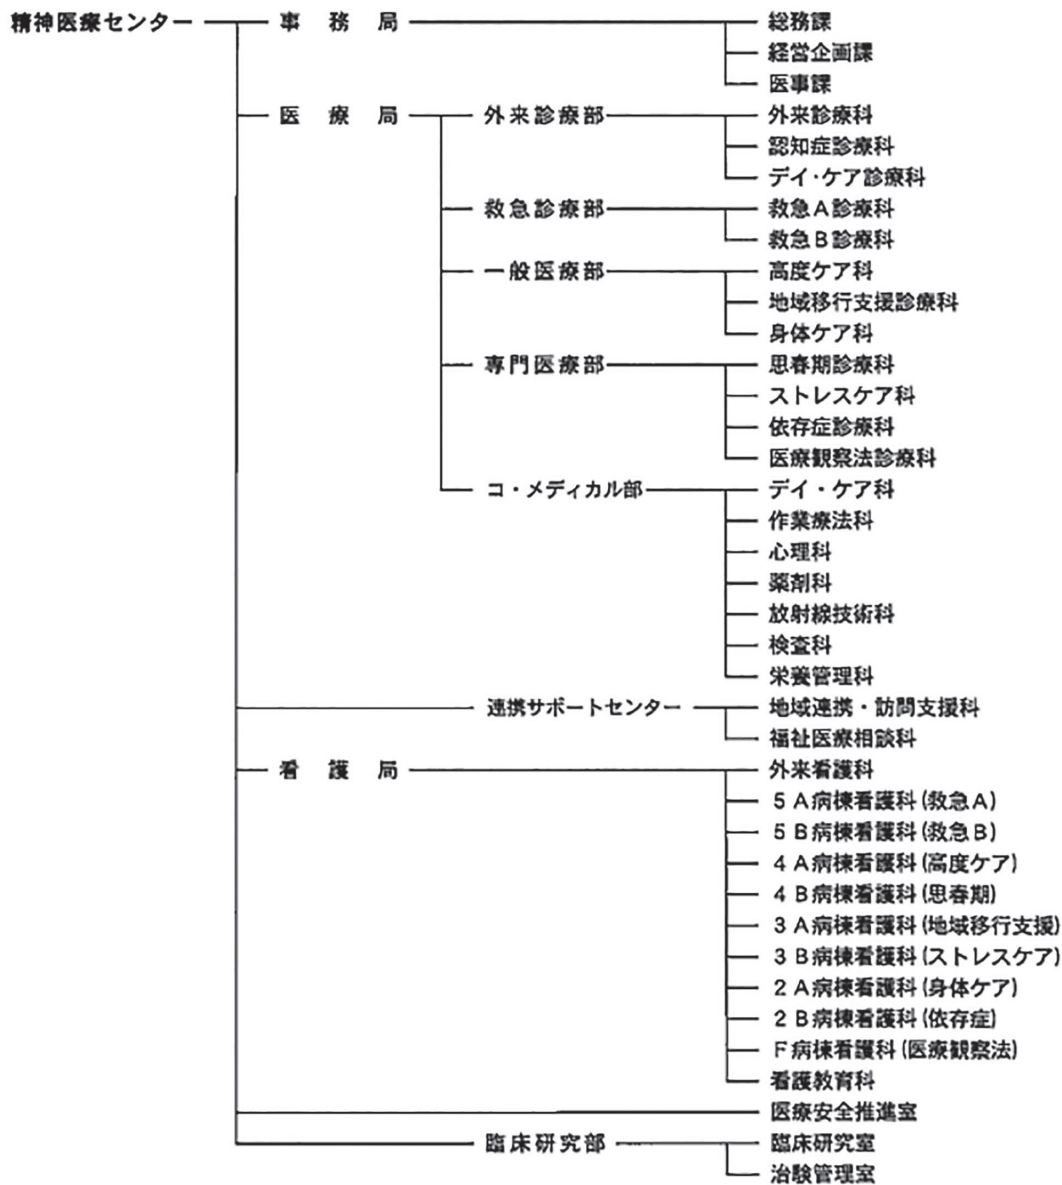 精神医療センター 事務局 総務課
経営企画課
医事課
医療局 外来診療部 外来診療科
認知症診療科
デイ・ケア診療科
救急診療部 救急A診療科
救急B診療科
一般医療部 高度ケア科
地域移行支援診療科
身体ケア科
専門医療部 思春期診療科
ストレスケア科
依存症診療科
医療観察法診療科
コ・メディカル部 デイ・ケア科
作業療法科
心理科
薬剤科
放射線技術科
検査科
栄養管理科
連携サポートセンター 地域連携・訪問支援科
福祉医療相談科
看護局 外来看護科
5A病棟看護科(救急A)
5B病棟看護科(救急B)
4A病棟看護科(高度ケア)
4B病棟看護科(思春期)
3A病棟看護科(地域移行支援)
3B病棟看護科(ストレスケア)
2A病棟看護科(身体ケア)
2B病棟看護科(依存症)
F病棟看護科(医療観察法)
看護教育科
医療安全推進室
臨床研究部 臨床研究室
治験管理室